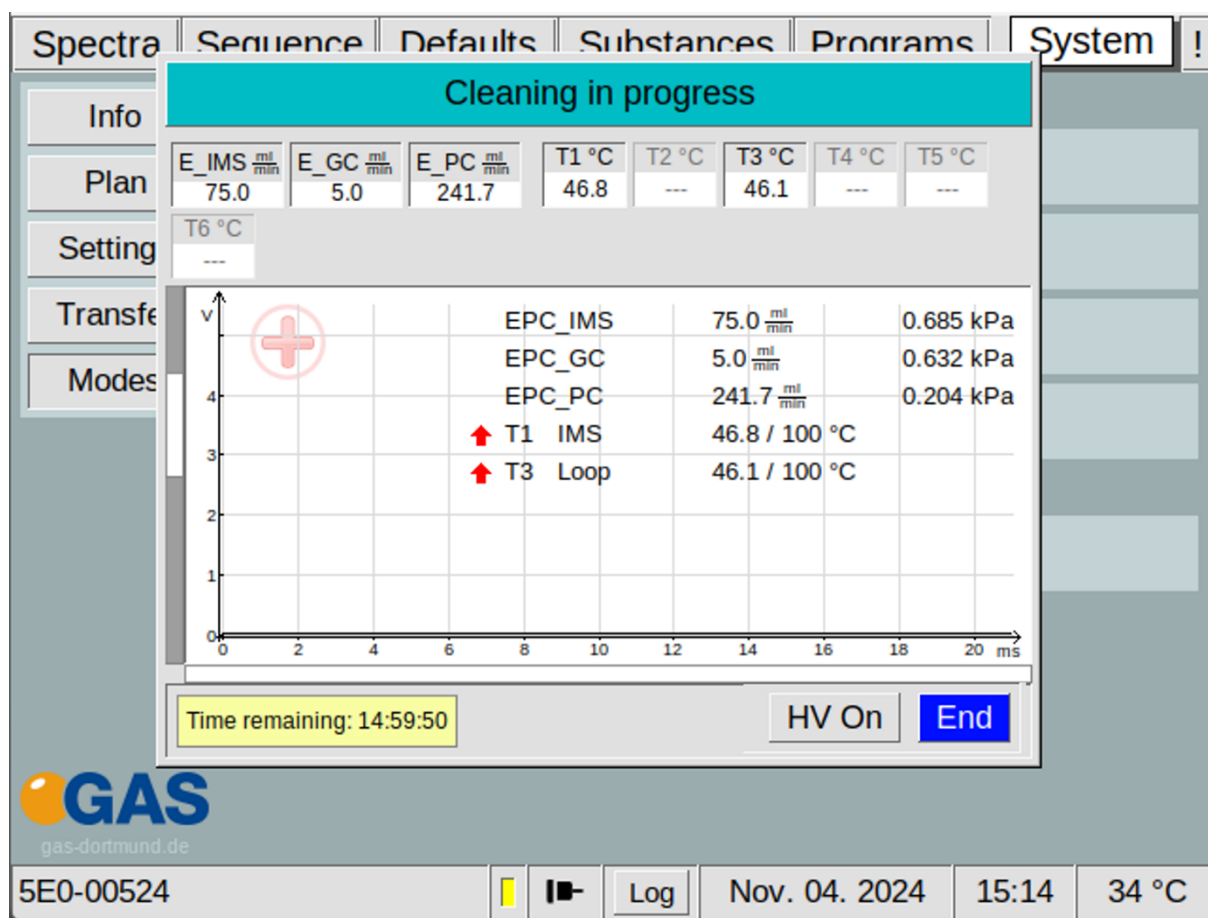 Spectra Sequence Defaults Substances Programs System !
Cleaning in progress
Info
Plan
Setting
Transfe
Modes
E_IMS ml/min E_GC ml/min E_PC ml/min T1 °C T2 °C T3 °C T4 °C T5 °C
75.0 5.0 241.7 46.8 --- 46.1 --- ---
T6 °C
---
V
EPC_IMS 75.0 ml/min 0.685 kPa
EPC_GC 5.0 ml/min 0.632 kPa
EPC_PC 241.7 ml/min 0.204 kPa
T1 IMS 46.8 / 100 °C
T3 Loop 46.1 / 100 °C
4
3
2
1
0
0 2 4 6 8 10 12 14 16 18 20 ms
Time remaining: 14:59:50 HV On End
GAS
gas-dortmund.de
5E0-00524 Log Nov. 04. 2024 15:14 34 °C